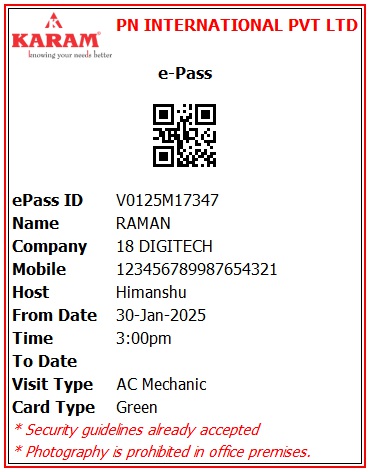 PN INTERNATIONAL PVT LTD
KARAM®
knowing your needs better
e-Pass
ePass ID V0125M17347
Name RAMAN
Company 18 DIGITECH
Mobile 123456789987654321
Host Himanshu
From Date 30-Jan-2025
Time 3:00pm
To Date
Visit Type AC Mechanic
Card Type Green
* Security guidelines already accepted
* Photography is prohibited in office premises.